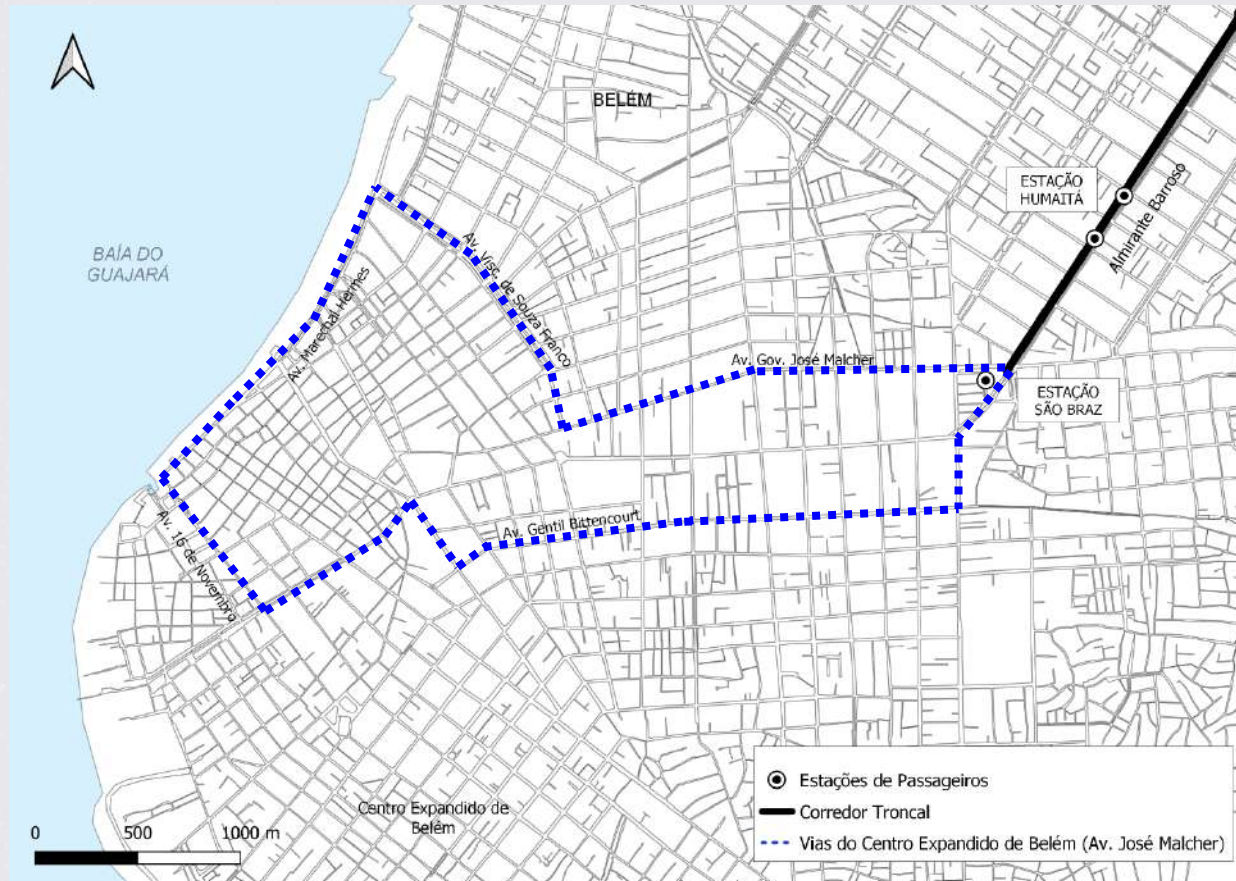 BELÉM
ESTAÇÃO
HUMAITÁ
Almirante Barroso
BAÍA DO
GUAJARÁ
Av. Visc. de Souza Franco
Av. Marechal Hermes
Av. Gov. José Malcher
ESTAÇÃO
SÃO BRAZ
Av. Gentil Bittencourt
Av. 16 de Novembro
Centro Expandido de
Belém
0 500 1000 m
Estações de Passageiros
Corredor Troncal
Vias do Centro Expandido de Belém (Av. José Malcher)